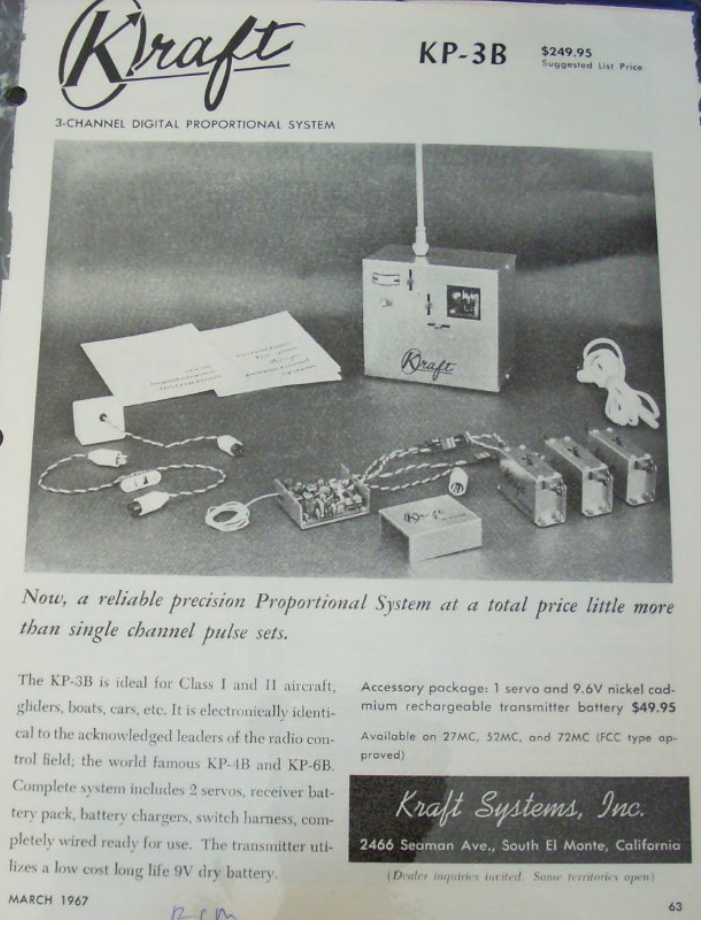 Kraft
KP-3B
$249.95
Suggested List Price
3-CHANNEL DIGITAL PROPORTIONAL SYSTEM
Kraft
Kraft
Now, a reliable precision Proportional System at a total price little more
than single channel pulse sets.
The KP-3B is ideal for Class I and II aircraft,
gliders, boats, cars, etc. It is electronically identi-
cal to the acknowledged leaders of the radio con-
trol field; the world famous KP-4B and KP-6B.
Complete system includes 2 servos, receiver bat-
tery pack, battery chargers, switch harness, com-
pletely wired ready for use. The transmitter uti-
lizes a low cost long life 9V dry battery.
Accessory package: 1 servo and 9.6V nickel cad-
mium rechargeable transmitter battery $49.95
Available on 27MC, 52MC, and 72MC (FCC type ap-
proved)
Kraft Systems, Inc.
2466 Seaman Ave., South El Monte, California
(Dealer inquiries invited. Some territories open)
MARCH 1967
rcm
63